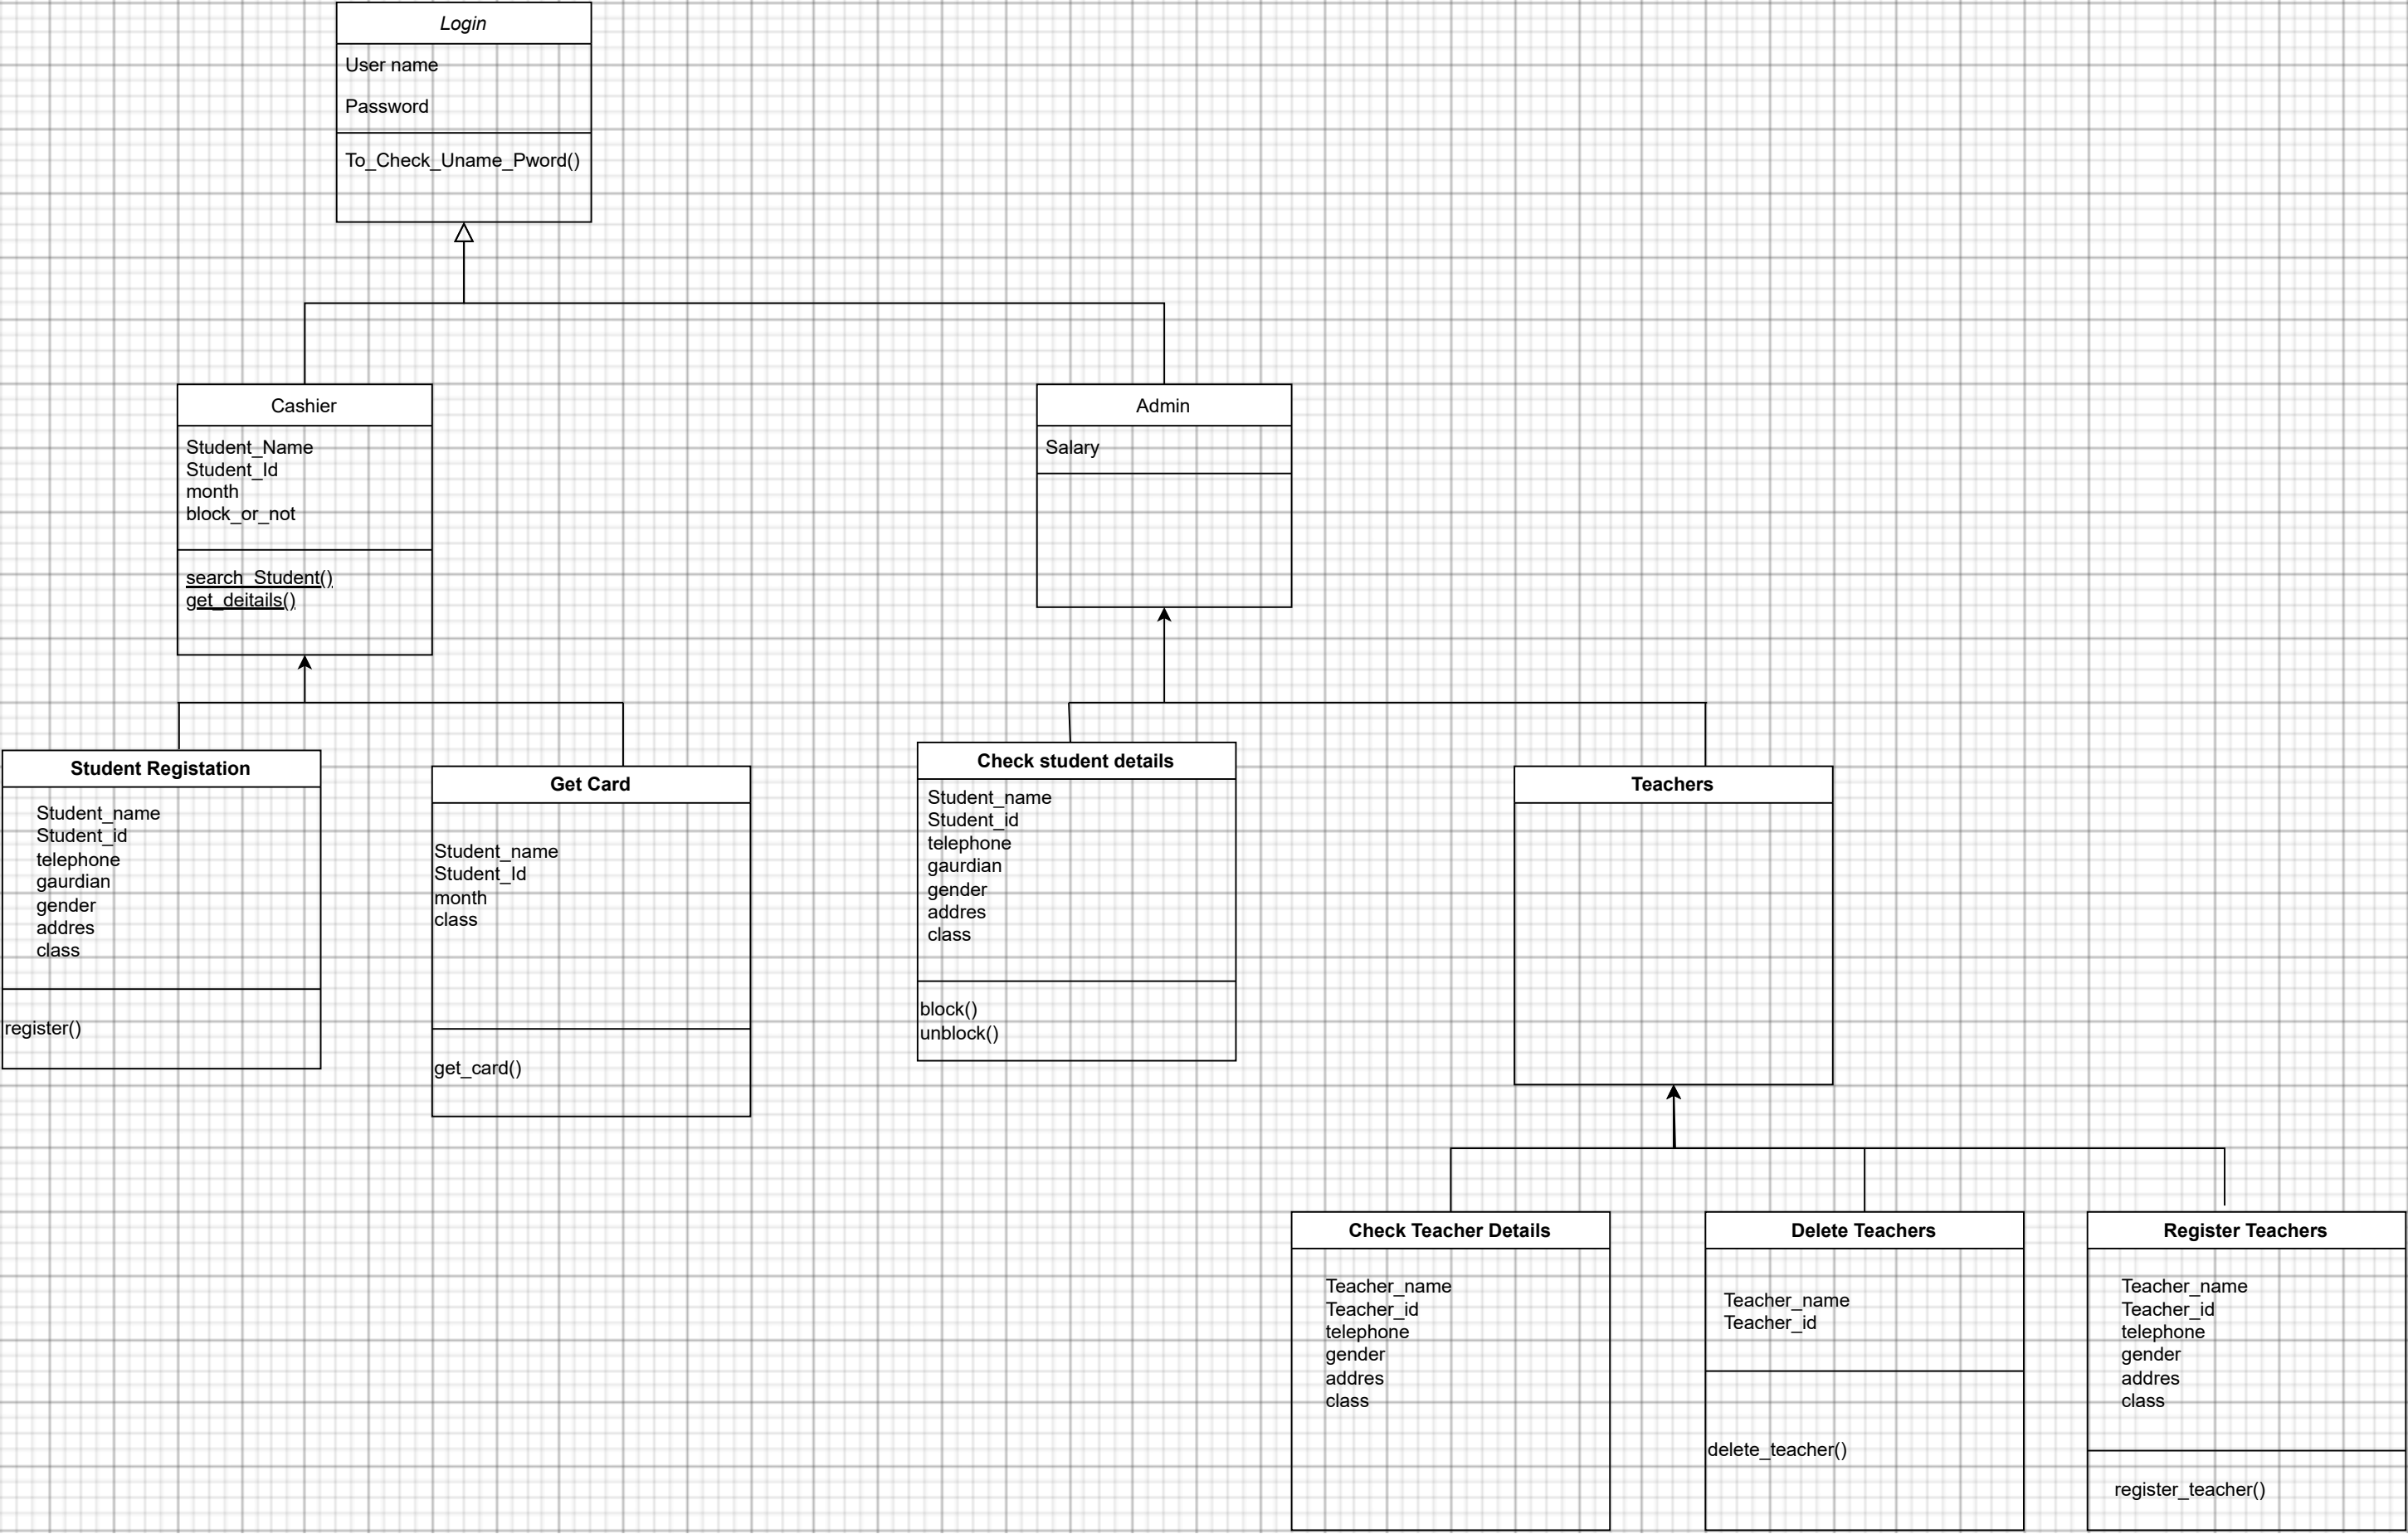 Login
User name
Password
To_Check_Uname_Pword()
Cashier
Student_Name
Student_Id
month
block_or_not
search_Student()
get_deitails()
Admin
Salary
Student Registation
Student_name
Student_id
telephone
gaurdian
gender
addres
class
register()
Get Card
Student_name
Student_Id
month
class
get_card()
Check student details
Student_name
Student_id
telephone
gaurdian
gender
addres
class
block()
unblock()
Teachers
Check Teacher Details
Teacher_name
Teacher_id
telephone
gender
addres
class
Delete Teachers
Teacher_name
Teacher_id
delete_teacher()
Register Teachers
Teacher_name
Teacher_id
telephone
gender
addres
class
register_teacher()